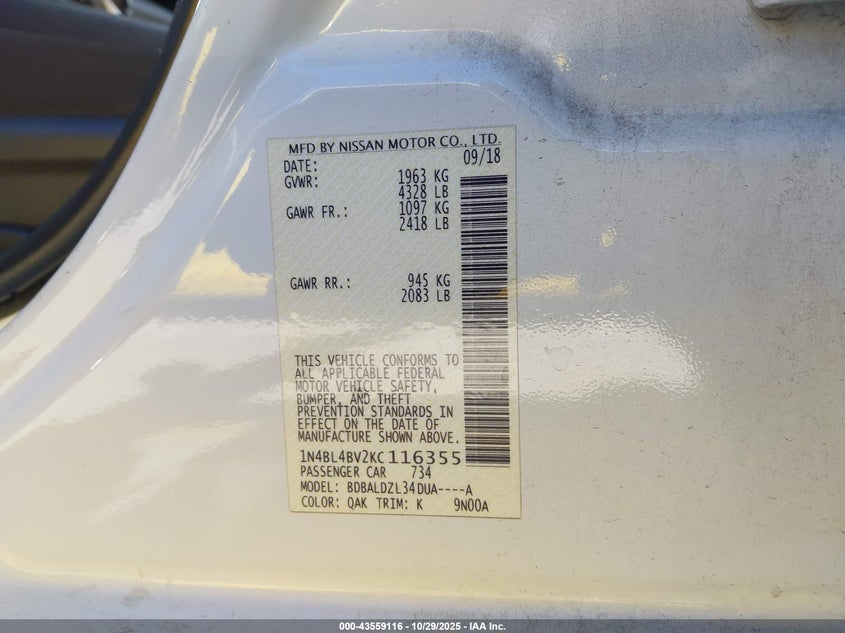 MFD BY NISSAN MOTOR CO., LTD.
DATE: 09/18
GVWR: 1963 KG
4328 LB
GAWR FR.: 1097 KG
2418 LB
GAWR RR.: 945 KG
2083 LB
THIS VEHICLE CONFORMS TO
ALL APPLICABLE FEDERAL
MOTOR VEHICLE SAFETY,
BUMPER, AND THEFT
PREVENTION STANDARDS IN
EFFECT ON THE DATE OF
MANUFACTURE SHOWN ABOVE.
1N4BL4BV2KC116355
PASSENGER CAR 734
MODEL: BDBALDZL34DUA----A
COLOR: QAK TRIM: K 9N00A
000-43559116 - 10/29/2025 - IAA Inc.